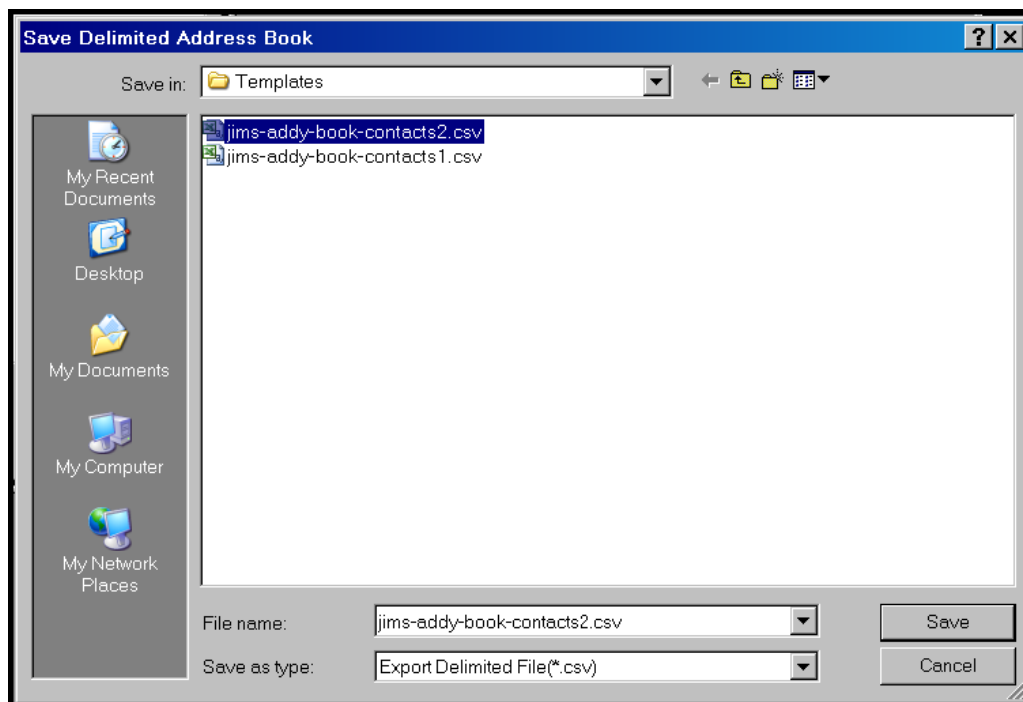 Save Delimited Address Book
Save in:
Templates
jims-addy-book-contacts2.csv
jims-addy-book-contacts1.csv
My Recent
Documents
Desktop
My Documents
My Computer
My Network
Places
File name:
jims-addy-book-contacts2.csv
Save
Save as type:
Export Delimited File(*.csv)
Cancel